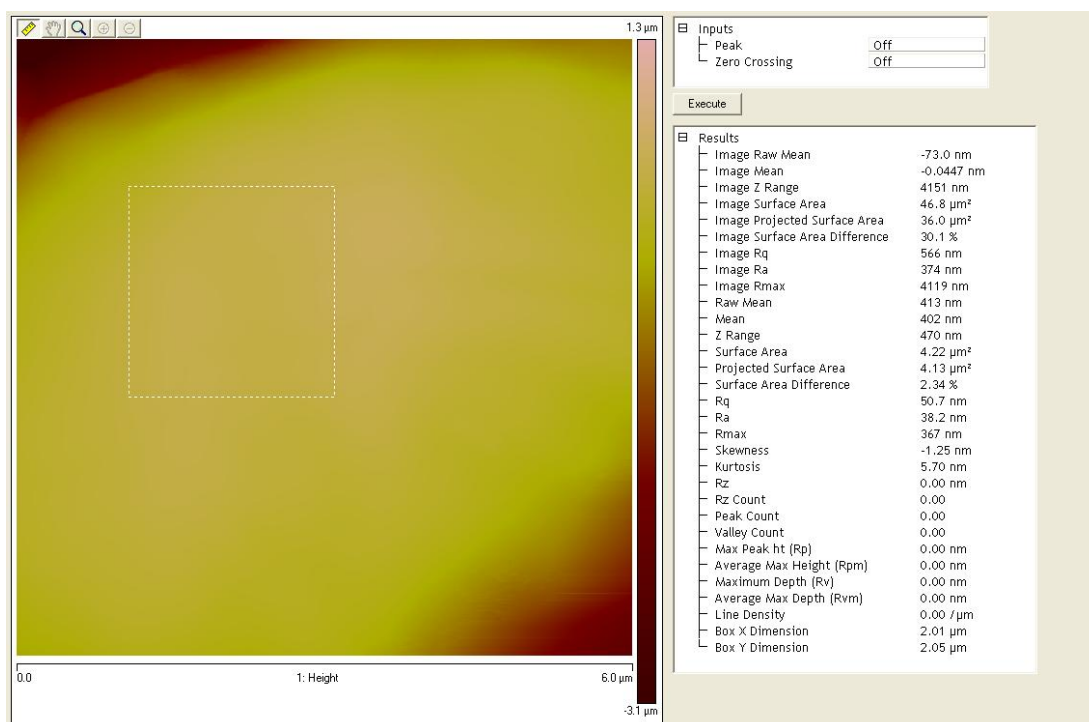 1.3 µm
0.0
1: Height
6.0 µm
-3.1 µm
Inputs
Peak Off
Zero Crossing Off
Execute
Results
Image Raw Mean -73.0 nm
Image Mean -0.0447 nm
Image Z Range 4151 nm
Image Surface Area 46.8 µm²
Image Projected Surface Area 36.0 µm²
Image Surface Area Difference 30.1 %
Image Rq 566 nm
Image Ra 374 nm
Image Rmax 4119 nm
Raw Mean 413 nm
Mean 402 nm
Z Range 470 nm
Surface Area 4.22 µm²
Projected Surface Area 4.13 µm²
Surface Area Difference 2.34 %
Rq 50.7 nm
Ra 38.2 nm
Rmax 367 nm
Skewness -1.25 nm
Kurtosis 5.70 nm
Rz 0.00 nm
Rz Count 0.00
Peak Count 0.00
Valley Count 0.00
Max Peak ht (Rp) 0.00 nm
Average Max Height (Rpm) 0.00 nm
Maximum Depth (Rv) 0.00 nm
Average Max Depth (Rvm) 0.00 nm
Line Density 0.00 /µm
Box X Dimension 2.01 µm
Box Y Dimension 2.05 µm